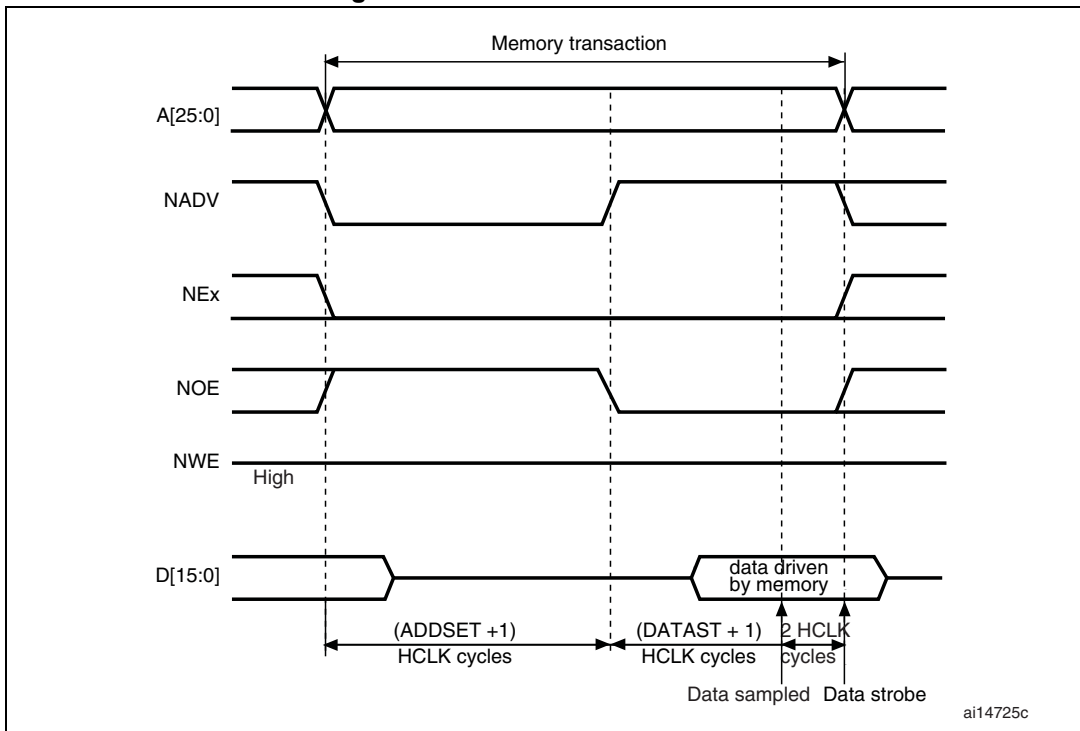 Memory transaction
A[25:0]
NADV
NEx
NOE
NWE
High
D[15:0]
data driven
by memory
(ADDSET +1)
HCLK cycles
(DATAST + 1)
HCLK cycles
2 HCLK
cycles
Data sampled
Data strobe
ai14725c